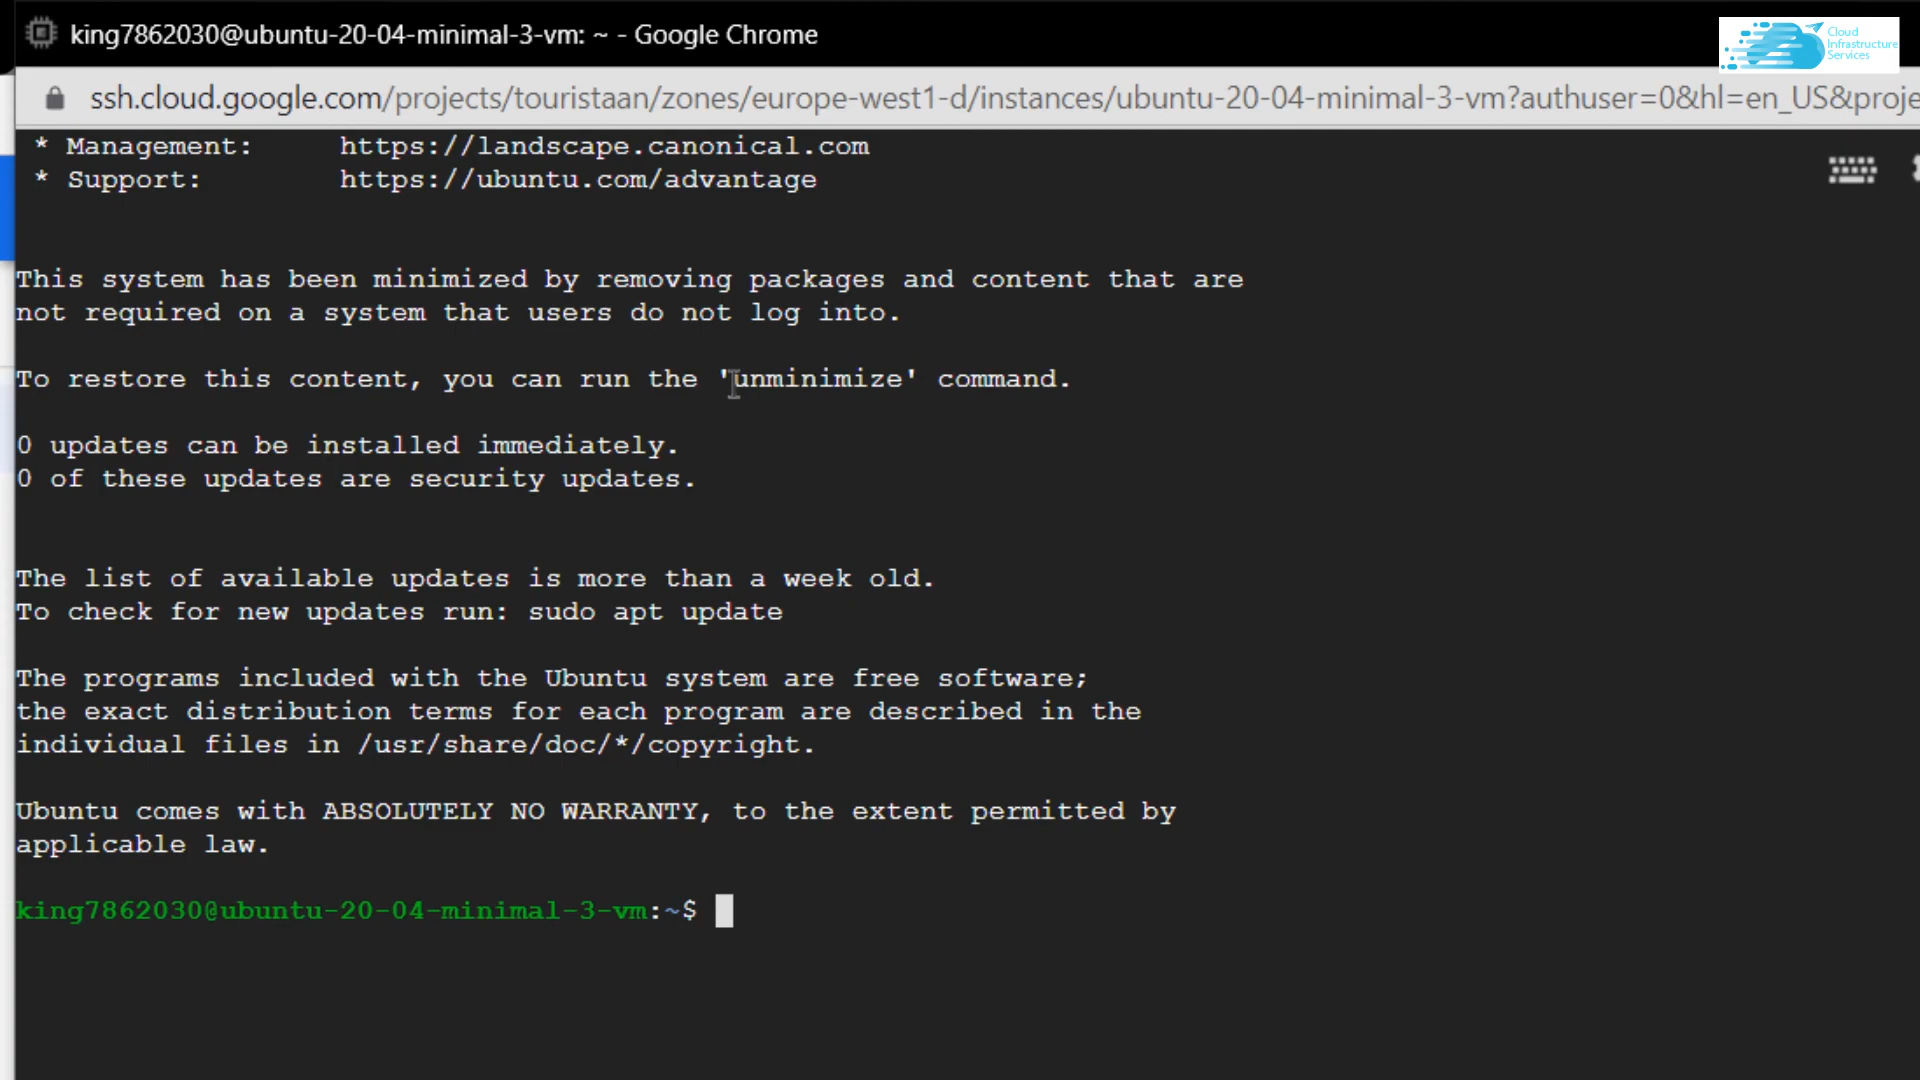 king7862030@ubuntu-20-04-minimal-3-vm: ~ - Google Chrome
Cloud
Infrastructure
Services
ssh.cloud.google.com/projects/touristaan/zones/europe-west1-d/instances/ubuntu-20-04-minimal-3-vm?authuser=0&hl=en_US&proje
* Management: https://landscape.canonical.com
* Support: https://ubuntu.com/advantage
This system has been minimized by removing packages and content that are
not required on a system that users do not log into.
To restore this content, you can run the 'unminimize' command.
0 updates can be installed immediately.
0 of these updates are security updates.
The list of available updates is more than a week old.
To check for new updates run: sudo apt update
The programs included with the Ubuntu system are free software;
the exact distribution terms for each program are described in the
individual files in /usr/share/doc/*/copyright.
Ubuntu comes with ABSOLUTELY NO WARRANTY, to the extent permitted by
applicable law.
king7862030@ubuntu-20-04-minimal-3-vm:~$